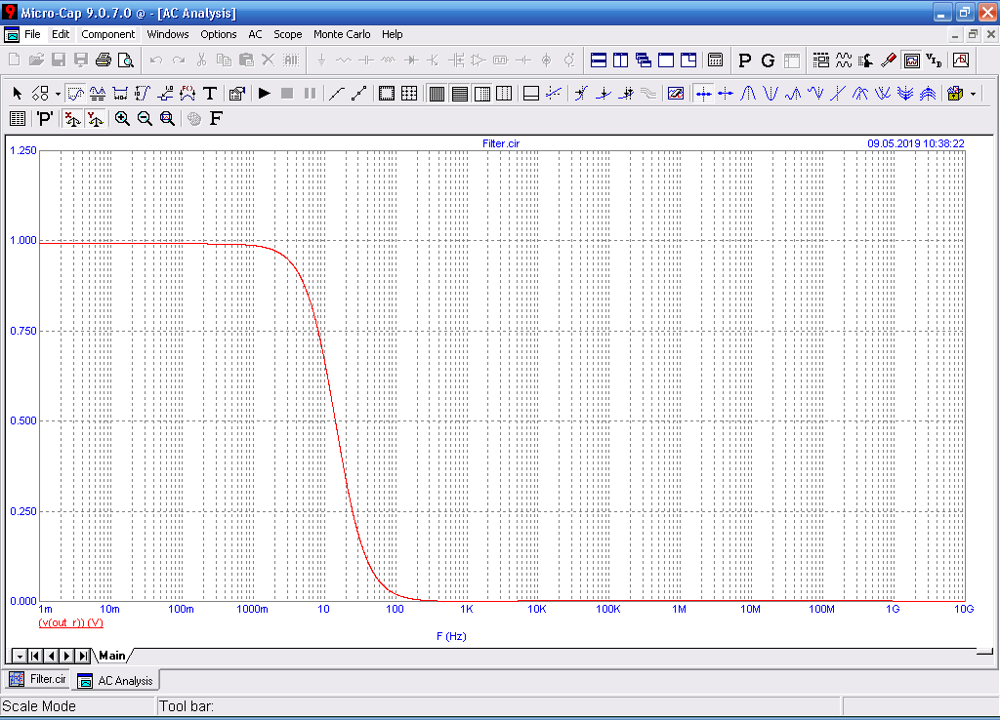 Micro-Cap 9.0.7.0 @ - [AC Analysis]
File Edit Component Windows Options AC Scope Monte Carlo Help
P G
T
'P' F
Filter.cir 09.05.2019 10:38:22
1.250
1.000
0.750
0.500
0.250
0.000
1m 10m 100m 1000m 10 100 1K 10K 100K 1M 10M 100M 1G 10G
(v(out_r)) (V)
F (Hz)
Main
Filter.cir AC Analysis
Scale Mode Tool bar: